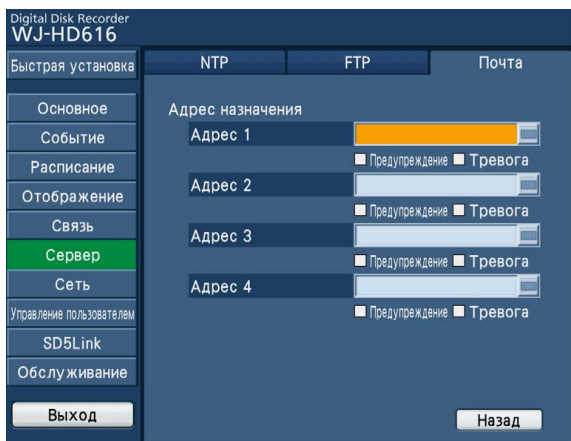 Digital Disk Recorder
WJ-HD616
Быстрая установка
NTP
FTP
Почта
Основное
Событие
Расписание
Отображение
Связь
Сервер
Сеть
Управление пользователем
SD5Link
Обслуживание
Выход
Адрес назначения
Адрес 1
Предупреждение Тревога
Адрес 2
Предупреждение Тревога
Адрес 3
Предупреждение Тревога
Адрес 4
Предупреждение Тревога
Назад